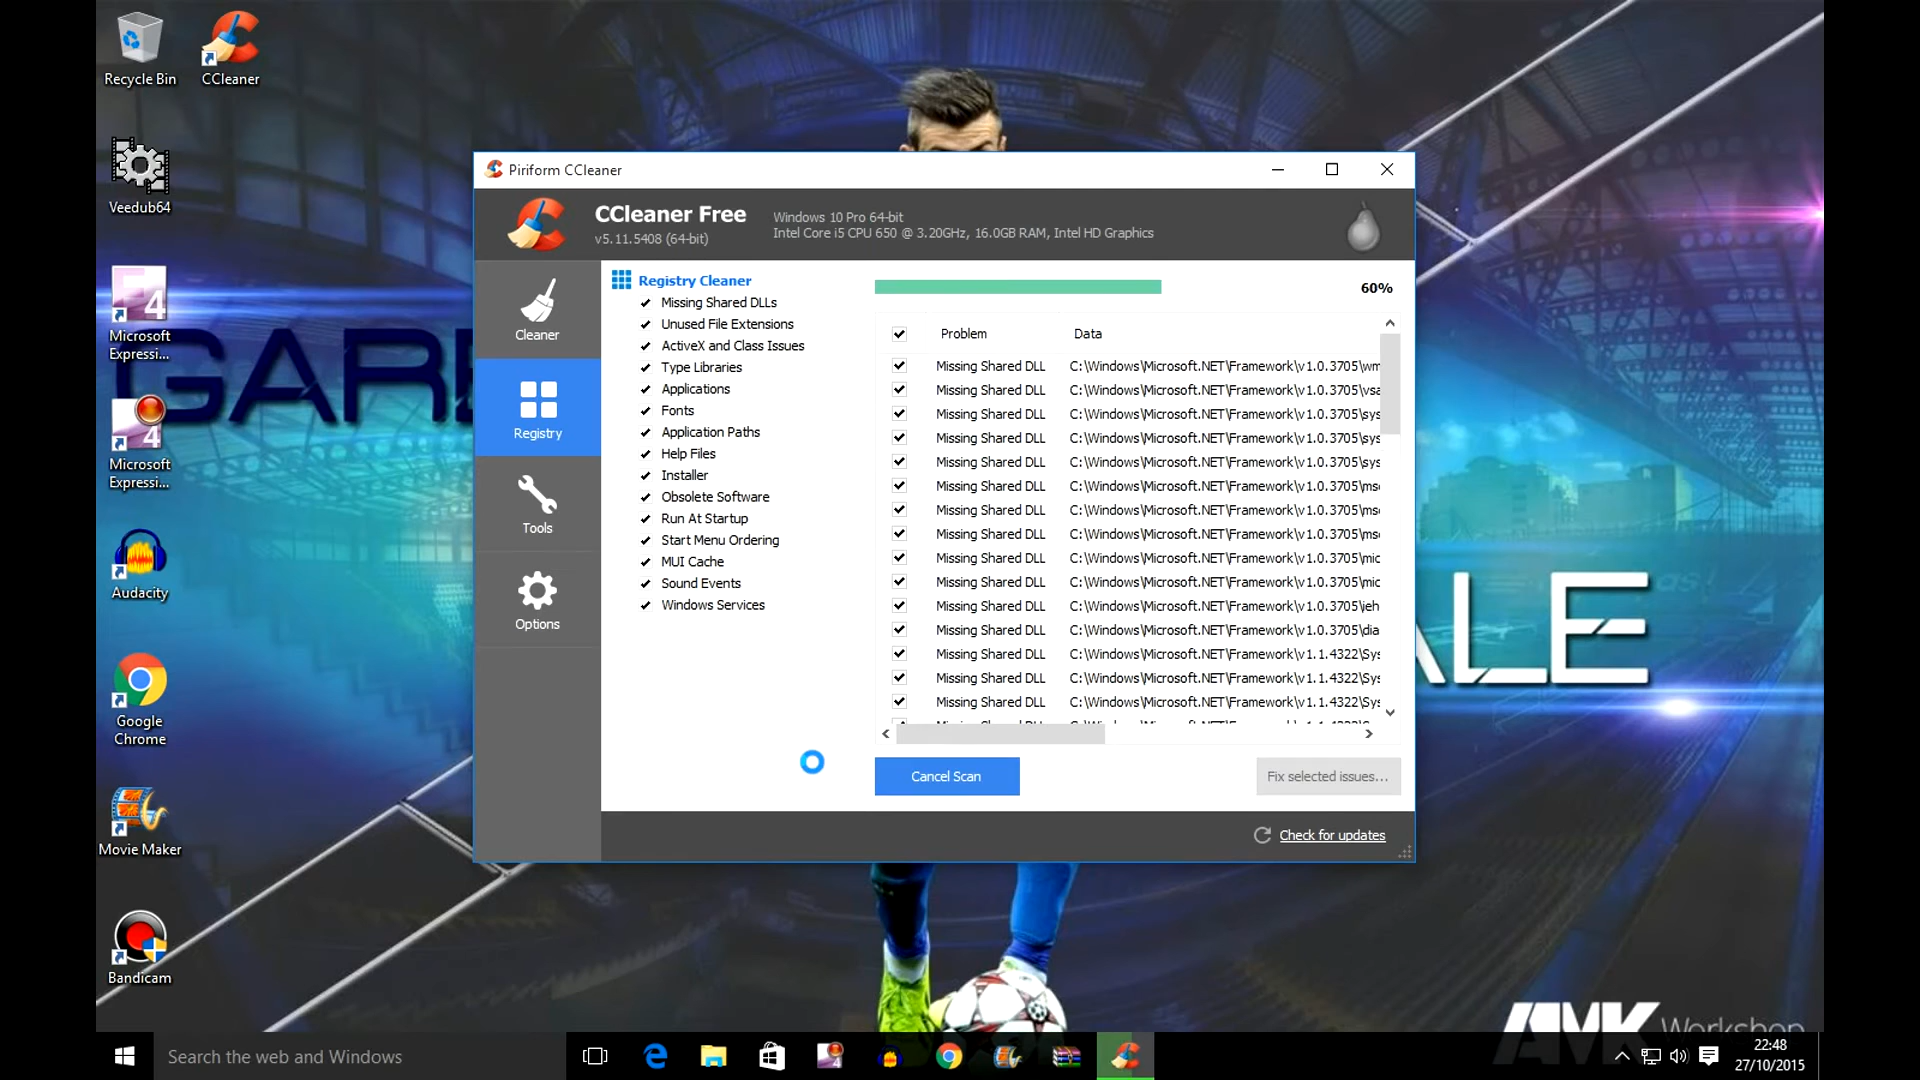 Recycle Bin
CCleaner
Veedub64
Microsoft
Expressi...
Microsoft
Expressi...
Audacity
Google
Chrome
Movie Maker
Bandicam
GARE
ALE
AMK Workshop
Piriform CCleaner
CCleaner Free
v5.11.5408 (64-bit)
Windows 10 Pro 64-bit
Intel Core i5 CPU 650 @ 3.20GHz, 16.0GB RAM, Intel HD Graphics
Cleaner
Registry
Tools
Options
Registry Cleaner
Missing Shared DLLs
Unused File Extensions
ActiveX and Class Issues
Type Libraries
Applications
Fonts
Application Paths
Help Files
Installer
Obsolete Software
Run At Startup
Start Menu Ordering
MUI Cache
Sound Events
Windows Services
60%
Problem Data
Missing Shared DLL C:\Windows\Microsoft.NET\Framework\v1.0.3705\wm
Missing Shared DLL C:\Windows\Microsoft.NET\Framework\v1.0.3705\vsa
Missing Shared DLL C:\Windows\Microsoft.NET\Framework\v1.0.3705\sys
Missing Shared DLL C:\Windows\Microsoft.NET\Framework\v1.0.3705\sys
Missing Shared DLL C:\Windows\Microsoft.NET\Framework\v1.0.3705\sys
Missing Shared DLL C:\Windows\Microsoft.NET\Framework\v1.0.3705\msc
Missing Shared DLL C:\Windows\Microsoft.NET\Framework\v1.0.3705\msc
Missing Shared DLL C:\Windows\Microsoft.NET\Framework\v1.0.3705\msc
Missing Shared DLL C:\Windows\Microsoft.NET\Framework\v1.0.3705\mic
Missing Shared DLL C:\Windows\Microsoft.NET\Framework\v1.0.3705\mic
Missing Shared DLL C:\Windows\Microsoft.NET\Framework\v1.0.3705\ieh
Missing Shared DLL C:\Windows\Microsoft.NET\Framework\v1.0.3705\dia
Missing Shared DLL C:\Windows\Microsoft.NET\Framework\v1.1.4322\Sys
Missing Shared DLL C:\Windows\Microsoft.NET\Framework\v1.1.4322\Sys
Missing Shared DLL C:\Windows\Microsoft.NET\Framework\v1.1.4322\Sys
Cancel Scan
Fix selected issues...
Check for updates
Search the web and Windows
22:48
27/10/2015